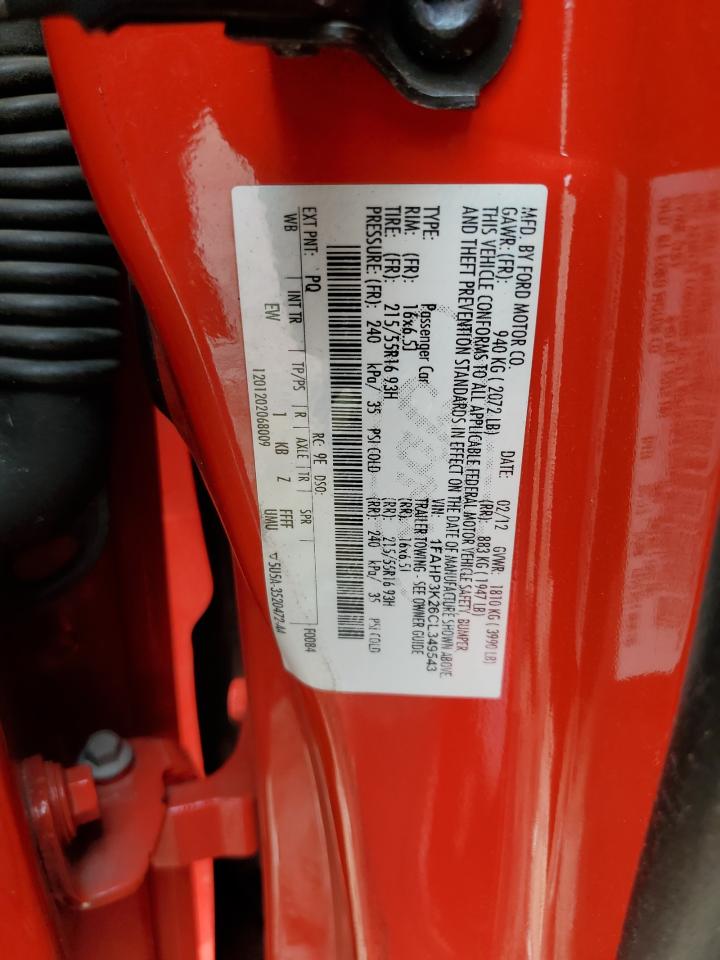 MFD. BY FORD MOTOR CO.
DATE: 02/12 GVWR: 1810 KG ( 3990 LB)
GAWR: (FR): 940 KG ( 2072 LB) (RR): 883 KG ( 1947 LB)
THIS VEHICLE CONFORMS TO ALL APPLICABLE FEDERAL MOTOR VEHICLE SAFETY, BUMPER
AND THEFT PREVENTION STANDARDS IN EFFECT ON THE DATE OF MANUFACTURE SHOWN ABOVE.
VIN: 1FAHP3K26CL349543
TYPE: Passenger Car TRAILER TOWING - SEE OWNER GUIDE
RIM: (FR): 16x6.5J (RR): 16x6.5J
TIRE: (FR): 215/55R16 93H (RR): 215/55R16 93H
PRESSURE: (FR): 240 kPa/ 35 PSI COLD (RR): 240 kPa/ 35 PSI COLD
F0084
EXT PNT: PQ RC: 9E DSO:
WB INT TR TP/PS R AXLE TR SPR
EW 1 KB Z FFFF
1201202068009 UMU ▽5U5A-3520472-AA